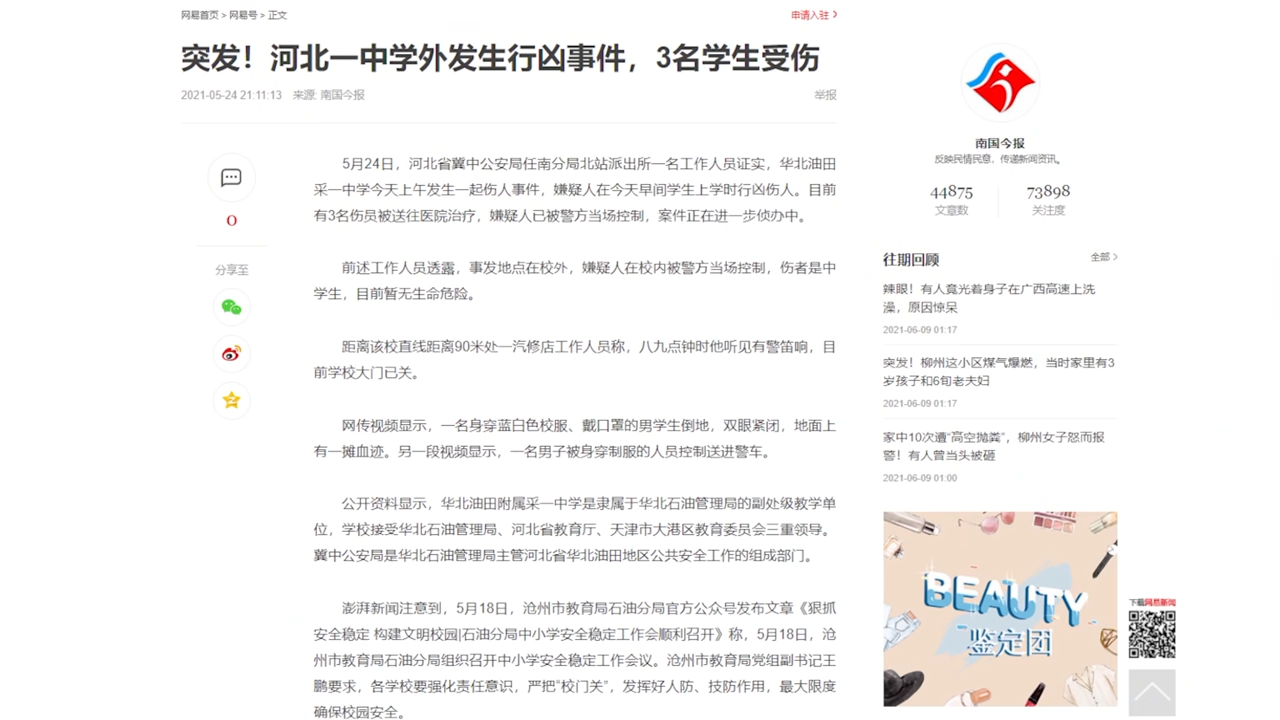 网易首页 > 网易号 > 正文
申请入驻 >
突发！河北一中学外发生行凶事件，3名学生受伤
2021-05-24 21:11:13 来源: 南国今报
举报
0
分享至
5月24日，河北省冀中公安局任南分局北站派出所一名工作人员证实，华北油田
采一中学今天上午发生一起伤人事件，嫌疑人在今天早间学生上学时行凶伤人。目前
有3名伤员被送往医院治疗，嫌疑人已被警方当场控制，案件正在进一步侦办中。
前述工作人员透露，事发地点在校外，嫌疑人在校内被警方当场控制，伤者是中
学生，目前暂无生命危险。
距离该校直线距离90米处一汽修店工作人员称，八九点钟时他听见有警笛响，目
前学校大门已关。
网传视频显示，一名身穿蓝白色校服、戴口罩的男学生倒地，双眼紧闭，地面上
有一摊血迹。另一段视频显示，一名男子被身穿制服的人员控制送进警车。
公开资料显示，华北油田附属采一中学是隶属于华北石油管理局的副处级教学单
位，学校接受华北石油管理局、河北省教育厅、天津市大港区教育委员会三重领导。
冀中公安局是华北石油管理局主管河北省华北油田地区公共安全工作的组成部门。
澎湃新闻注意到，5月18日，沧州市教育局石油分局官方公众号发布文章《狠抓
安全稳定 构建文明校园|石油分局中小学安全稳定工作会顺利召开》称，5月18日，沧
州市教育局石油分局组织召开中小学安全稳定工作会议。沧州市教育局党组副书记王
鹏要求，各学校要强化责任意识，严把“校门关”，发挥好人防、技防作用，最大限度
确保校园安全。
南国今报
反映民情民意，传递新闻资讯。
44875 73898
文章数 关注度
往期回顾
全部 >
辣眼！有人竟光着身子在广西高速上洗
澡，原因惊呆
2021-06-09 01:17
突发！柳州这小区煤气爆燃，当时家里有3
岁孩子和6旬老夫妇
2021-06-09 01:17
家中10次遭“高空抛粪”，柳州女子怒而报
警！有人曾当头被砸
2021-06-09 01:00
BEAUTY
鉴定团
下载网易新闻